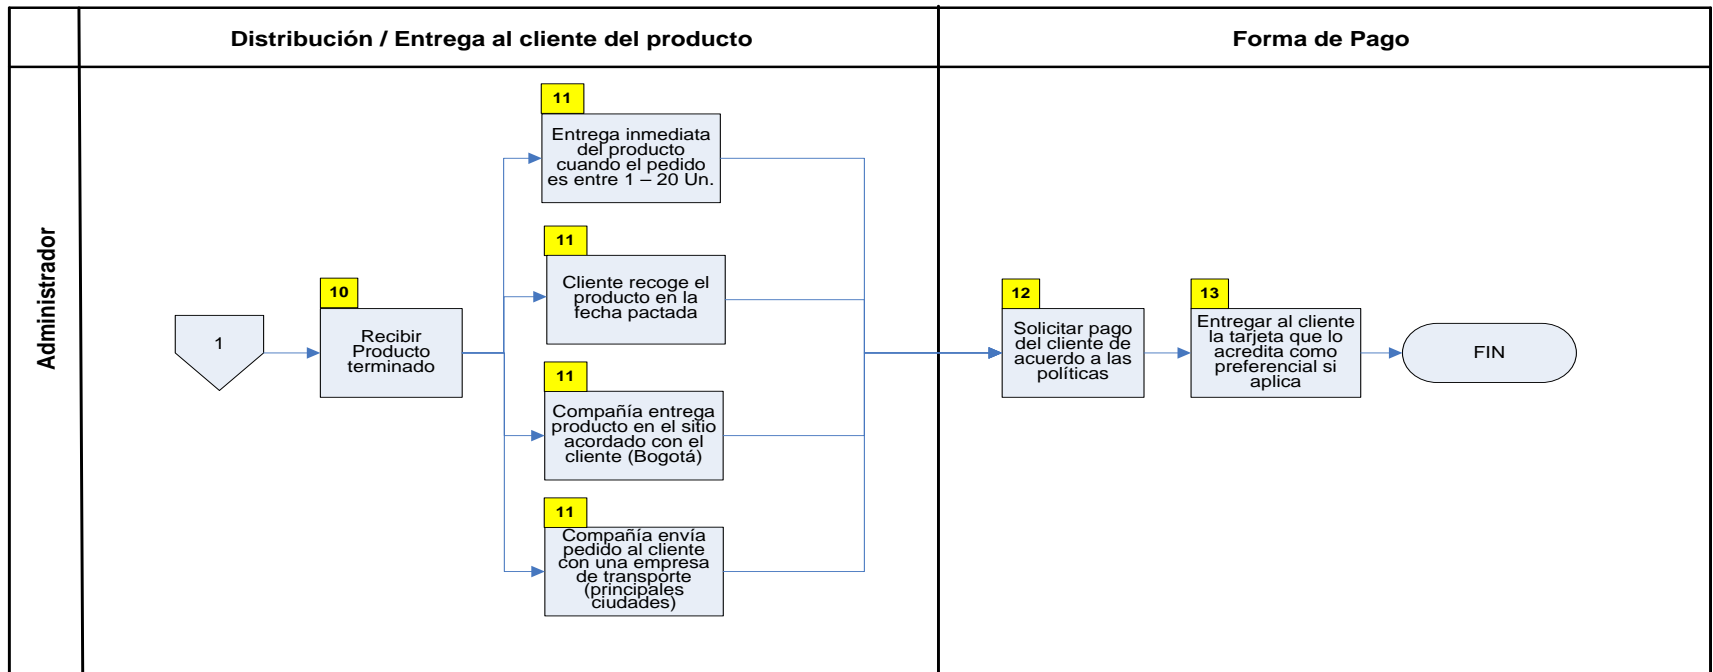 Distribución / Entrega al cliente del producto
Forma de Pago
Administrador
1
10
Recibir
Producto
terminado
11
Entrega inmediata
del producto
cuando el pedido
es entre 1 – 20 Un.
11
Cliente recoge el
producto en la
fecha pactada
11
Compañía entrega
producto en el sitio
acordado con el
cliente (Bogotá)
11
Compañía envía
pedido al cliente
con una empresa
de transporte
(principales
ciudades)
12
Solicitar pago
del cliente de
acuerdo a las
políticas
13
Entregar al cliente
la tarjeta que lo
acredita como
preferencial si
aplica
FIN